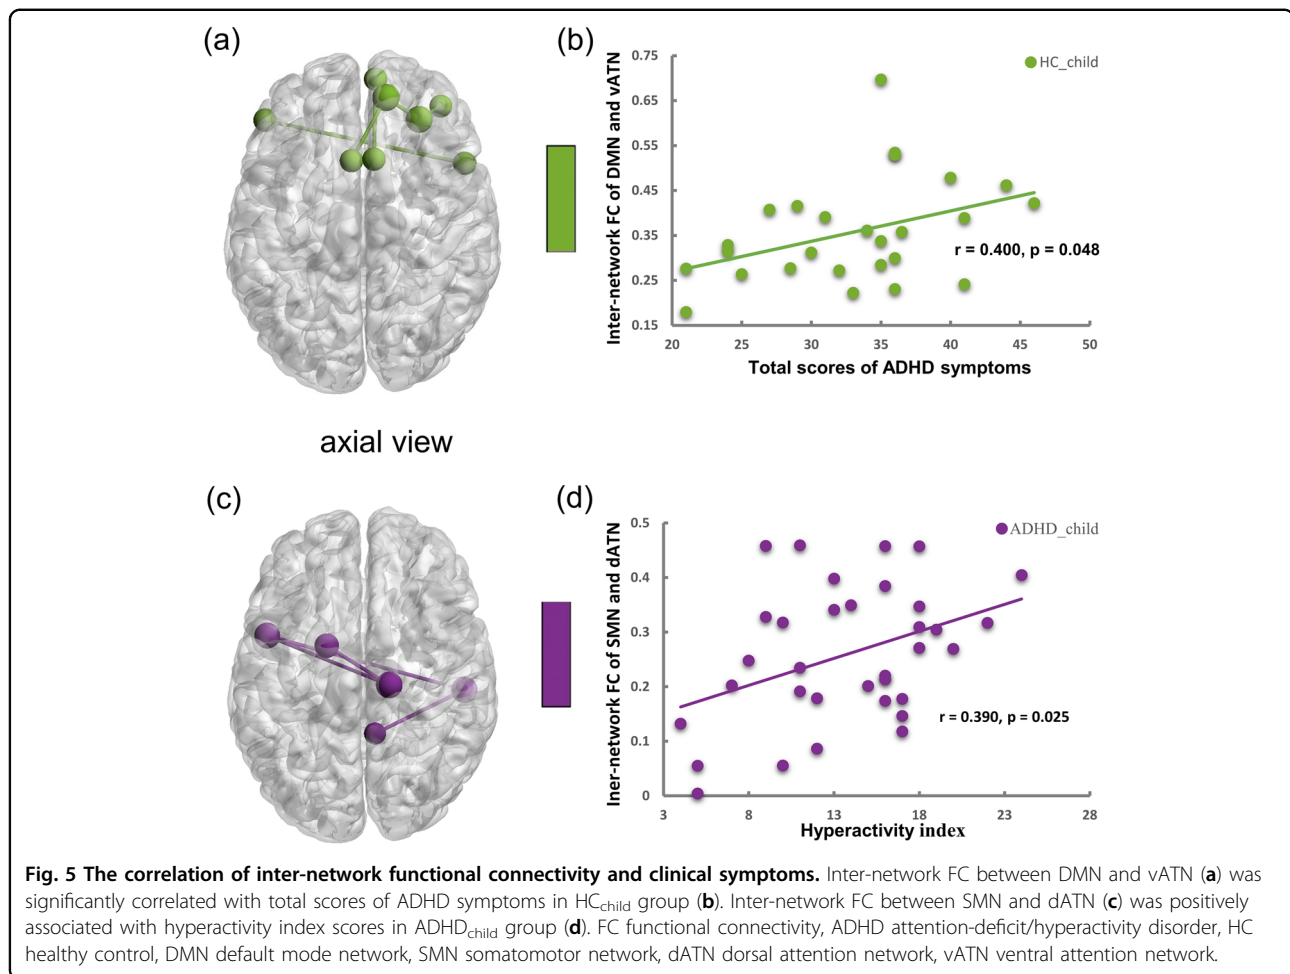 (a)
(b)
Inter-network FC of DMN and vATN
0.75
0.65
0.55
0.45
0.35
0.25
0.15
HC_child
r = 0.400, p = 0.048
20 25 30 35 40 45 50
Total scores of ADHD symptoms
axial view
(c)
(d)
Iner-network FC of SMN and dATN
0.5
0.4
0.3
0.2
0.1
0
ADHD_child
r = 0.390, p = 0.025
3 8 13 18 23 28
Hyperactivity index
Fig. 5 The correlation of inter-network functional connectivity and clinical symptoms. Inter-network FC between DMN and vATN (a) was
significantly correlated with total scores of ADHD symptoms in HCchild group (b). Inter-network FC between SMN and dATN (c) was positively
associated with hyperactivity index scores in ADHDchild group (d). FC functional connectivity, ADHD attention-deficit/hyperactivity disorder, HC
healthy control, DMN default mode network, SMN somatomotor network, dATN dorsal attention network, vATN ventral attention network.